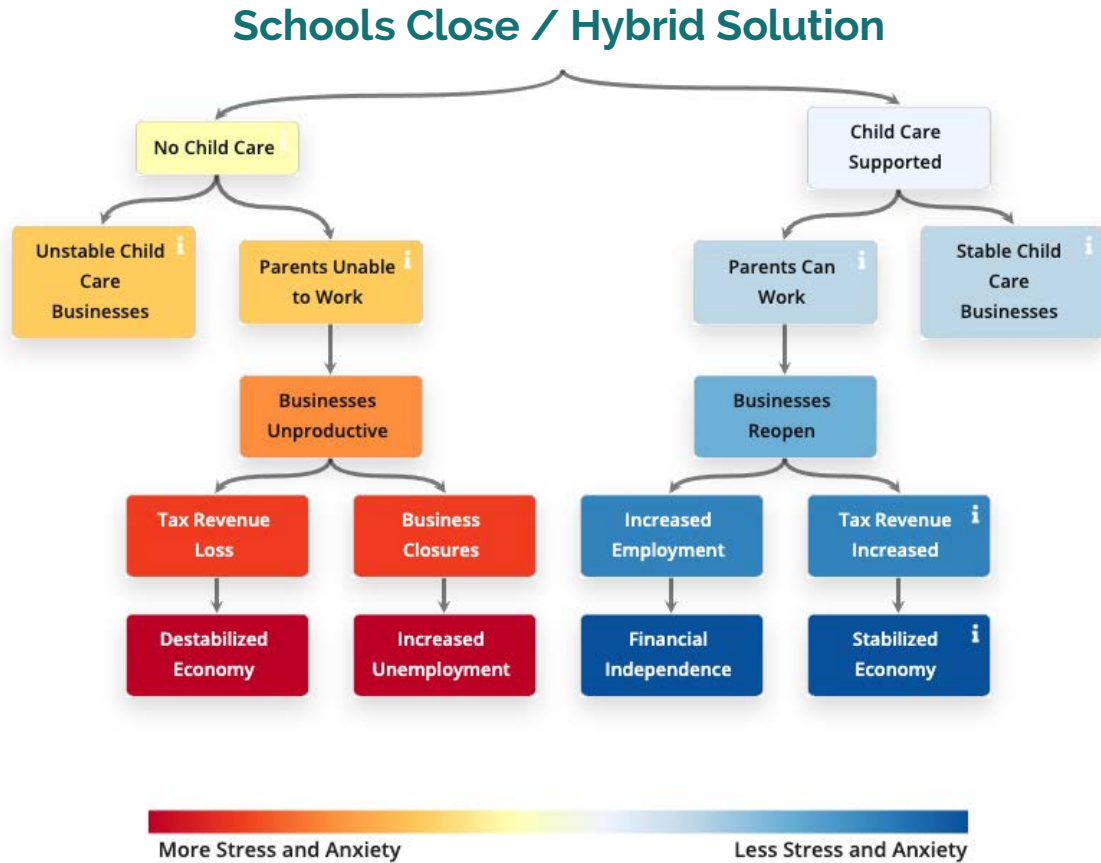 Schools Close / Hybrid Solution
No Child Care
i
Child Care
Supported
Unstable Child
Care
Businesses
i
Parents Unable
to Work
i
Parents Can
Work
i
Stable Child
Care
Businesses
i
Businesses
Unproductive
Businesses
Reopen
Tax Revenue
Loss
Business
Closures
Increased
Employment
Tax Revenue
Increased
i
Destabilized
Economy
Increased
Unemployment
Financial
Independence
Stabilized
Economy
i
More Stress and Anxiety
Less Stress and Anxiety